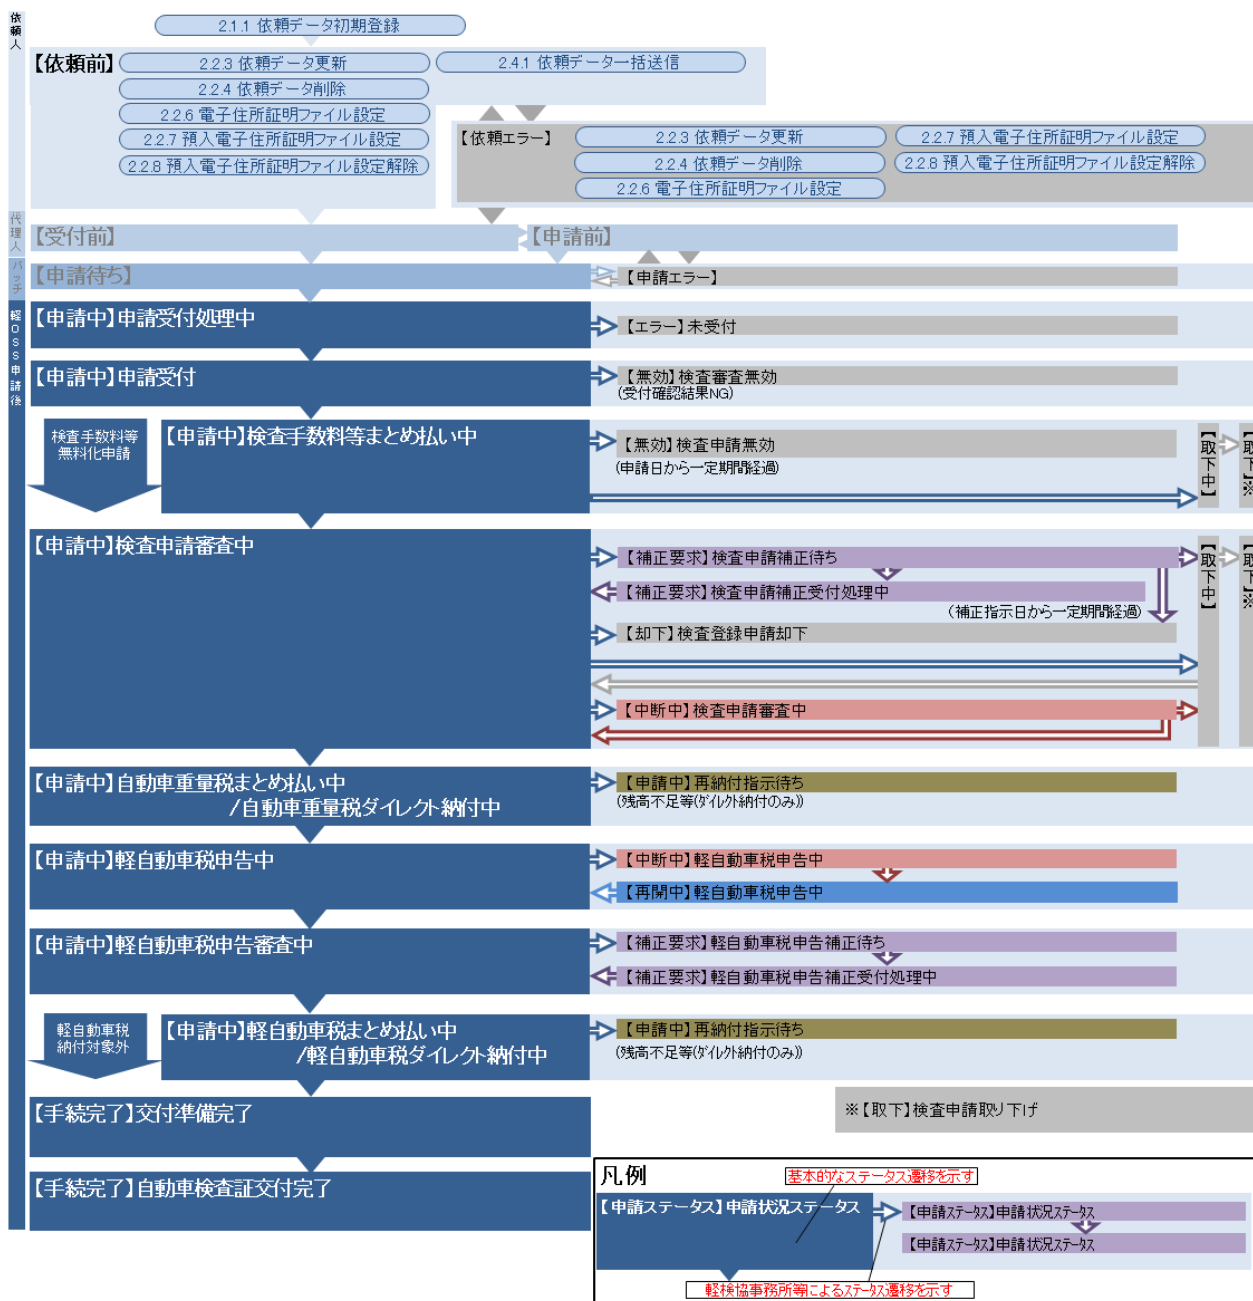 依頼人
2.1.1 依頼データ初期登録
【依頼前】
2.2.3 依頼データ更新
2.4.1 依頼データ一括送信
2.2.4 依頼データ削除
2.2.6 電子住所証明ファイル設定
2.2.7 預入電子住所証明ファイル設定
2.2.8 預入電子住所証明ファイル設定解除
【依頼エラー】
2.2.3 依頼データ更新
2.2.7 預入電子住所証明ファイル設定
2.2.4 依頼データ削除
2.2.8 預入電子住所証明ファイル設定解除
2.2.6 電子住所証明ファイル設定
代理人
【受付前】
【申請前】
バッチ
【申請待ち】
【申請エラー】
軽OSS申請後
【申請中】申請受付処理中
【エラー】未受付
【申請中】申請受付
【無効】検査審査無効
(受付確認結果NG)
検査手数料等
無料化申請
【申請中】検査手数料等まとめ払い中
【無効】検査申請無効
(申請日から一定期間経過)
【取下中】
【取下】※
【申請中】検査申請審査中
【補正要求】検査申請補正待ち
【補正要求】検査申請補正受付処理中
(補正指示日から一定期間経過)
【却下】検査登録申請却下
【中断中】検査申請審査中
【取下中】
【取下】※
【申請中】自動車重量税まとめ払い中
/自動車重量税ダイレクト納付中
【申請中】再納付指示待ち
(残高不足等(ダイレクト納付のみ))
【申請中】軽自動車税申告中
【中断中】軽自動車税申告中
【再開中】軽自動車税申告中
【申請中】軽自動車税申告審査中
【補正要求】軽自動車税申告補正待ち
【補正要求】軽自動車税申告補正受付処理中
軽自動車税
納付対象外
【申請中】軽自動車税まとめ払い中
/軽自動車税ダイレクト納付中
【申請中】再納付指示待ち
(残高不足等(ダイレクト納付のみ))
【手続完了】交付準備完了
※【取下】検査申請取り下げ
【手続完了】自動車検査証交付完了
凡例
基本的なステータス遷移を示す
【申請ステータス】申請状況ステータス
【申請ステータス】申請状況ステータス
【申請ステータス】申請状況ステータス
軽検協事務所等によるステータス遷移を示す